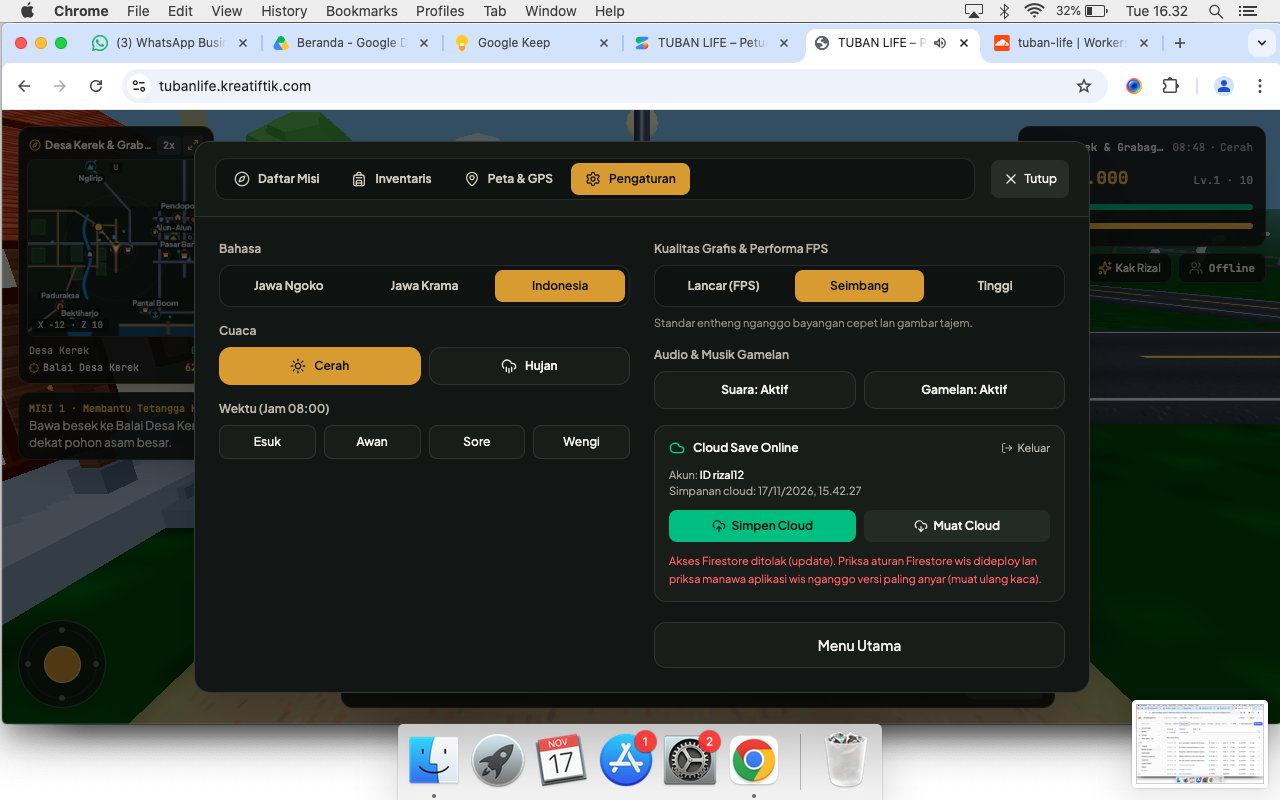 Chrome File Edit View History Bookmarks Profiles Tab Window Help 32% Tue 16.32
(3) WhatsApp Busi
Beranda - Google D
Google Keep
TUBAN LIFE – Petu
TUBAN LIFE – P
tuban-life | Workers
tubanlife.kreatiftik.com
Desa Kerek & Grab… 2x
U
Nglirip
Pendopo
Alun-Alun
Pasar Bar
Paduraksa
Pantai Boom
Bektiharjo
X -12 · Z 10
Desa Kerek
Balai Desa Kerek
MISI 1 · Membantu Tetangga
Bawa besek ke Balai Desa Ker
dekat pohon asam besar.
Daftar Misi
Inventaris
Peta & GPS
Pengaturan
Tutup
ek & Grabag… 08:48 · Cerah
.000 Lv.1 · 10
Kak Rizal
Offline
Bahasa
Jawa Ngoko Jawa Krama Indonesia
Cuaca
Cerah Hujan
Wektu (Jam 08:00)
Esuk Awan Sore Wengi
Kualitas Grafis & Performa FPS
Lancar (FPS) Seimbang Tinggi
Standar entheng nganggo bayangan cepet lan gambar tajem.
Audio & Musik Gamelan
Suara: Aktif Gamelan: Aktif
Cloud Save Online Keluar
Akun: ID rizal12
Simpanan cloud: 17/11/2026, 15.42.27
Simpen Cloud Muat Cloud
Akses Firestore ditolak (update). Priksa aturan Firestore wis dideploy lan
priksa manawa aplikasi wis nganggo versi paling anyar (muat ulang kaca).
Menu Utama
NOV
17
1
2